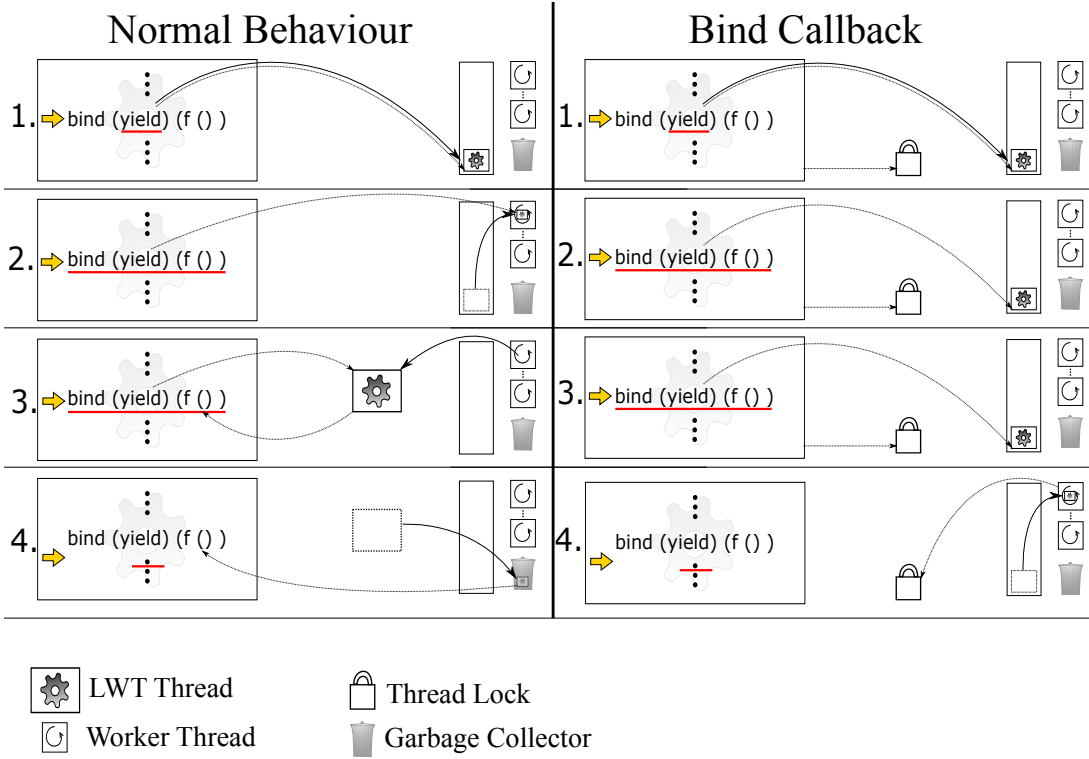 Normal Behaviour
Bind Callback
1. bind (yield) (f () )
1. bind (yield) (f () )
2. bind (yield) (f () )
2. bind (yield) (f () )
3. bind (yield) (f () )
3. bind (yield) (f () )
4. bind (yield) (f () )
4. bind (yield) (f () )
LWT Thread
Thread Lock
Worker Thread
Garbage Collector